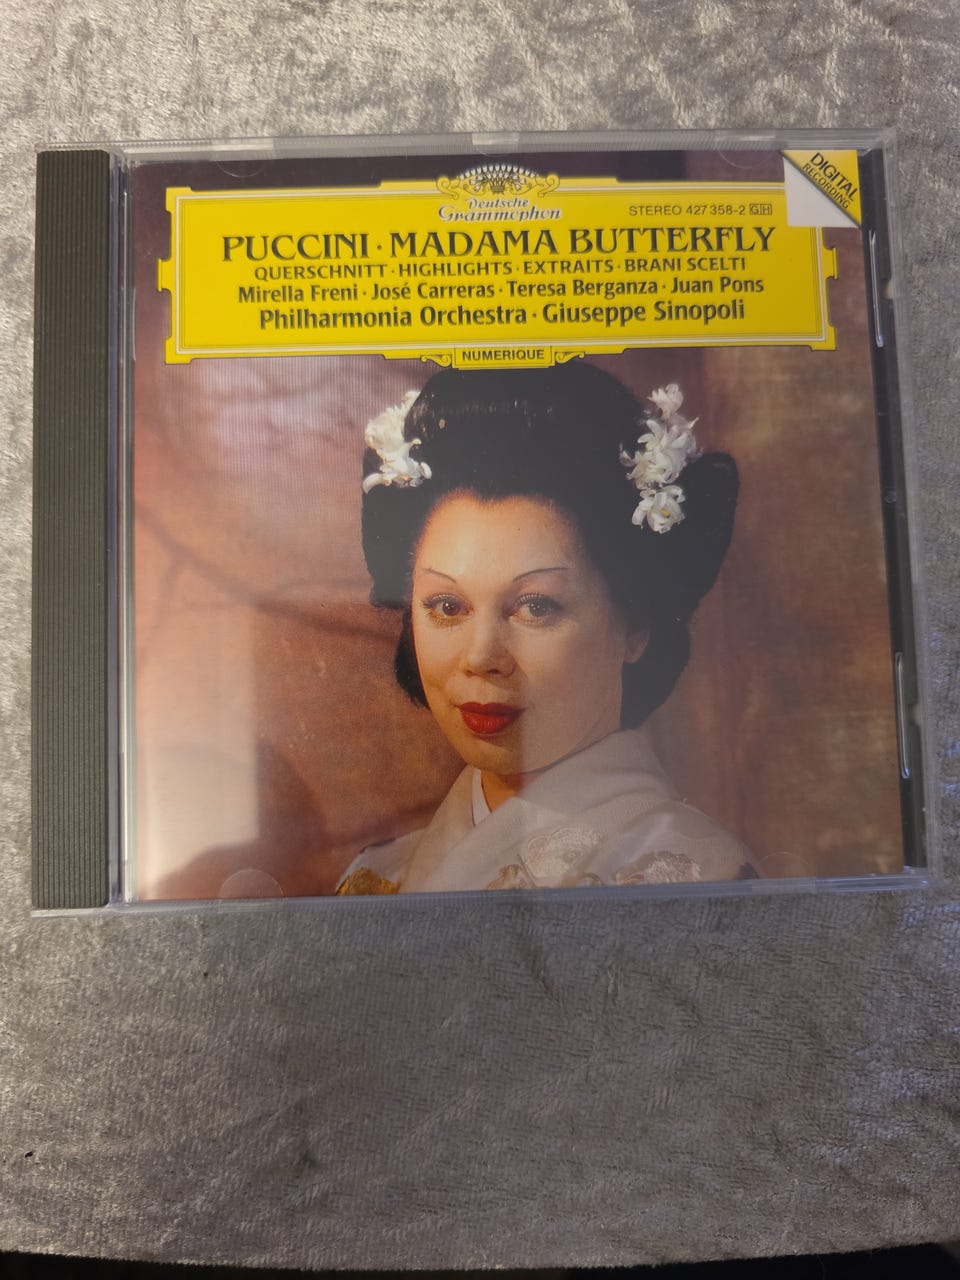 DIGITAL
RECORDING
Deutsche
Grammophon
STEREO 427 358-2 GH
PUCCINI · MADAMA BUTTERFLY
QUERSCHNITT · HIGHLIGHTS · EXTRAITS · BRANI SCELTI
Mirella Freni · José Carreras · Teresa Berganza · Juan Pons
Philharmonia Orchestra · Giuseppe Sinopoli
NUMERIQUE